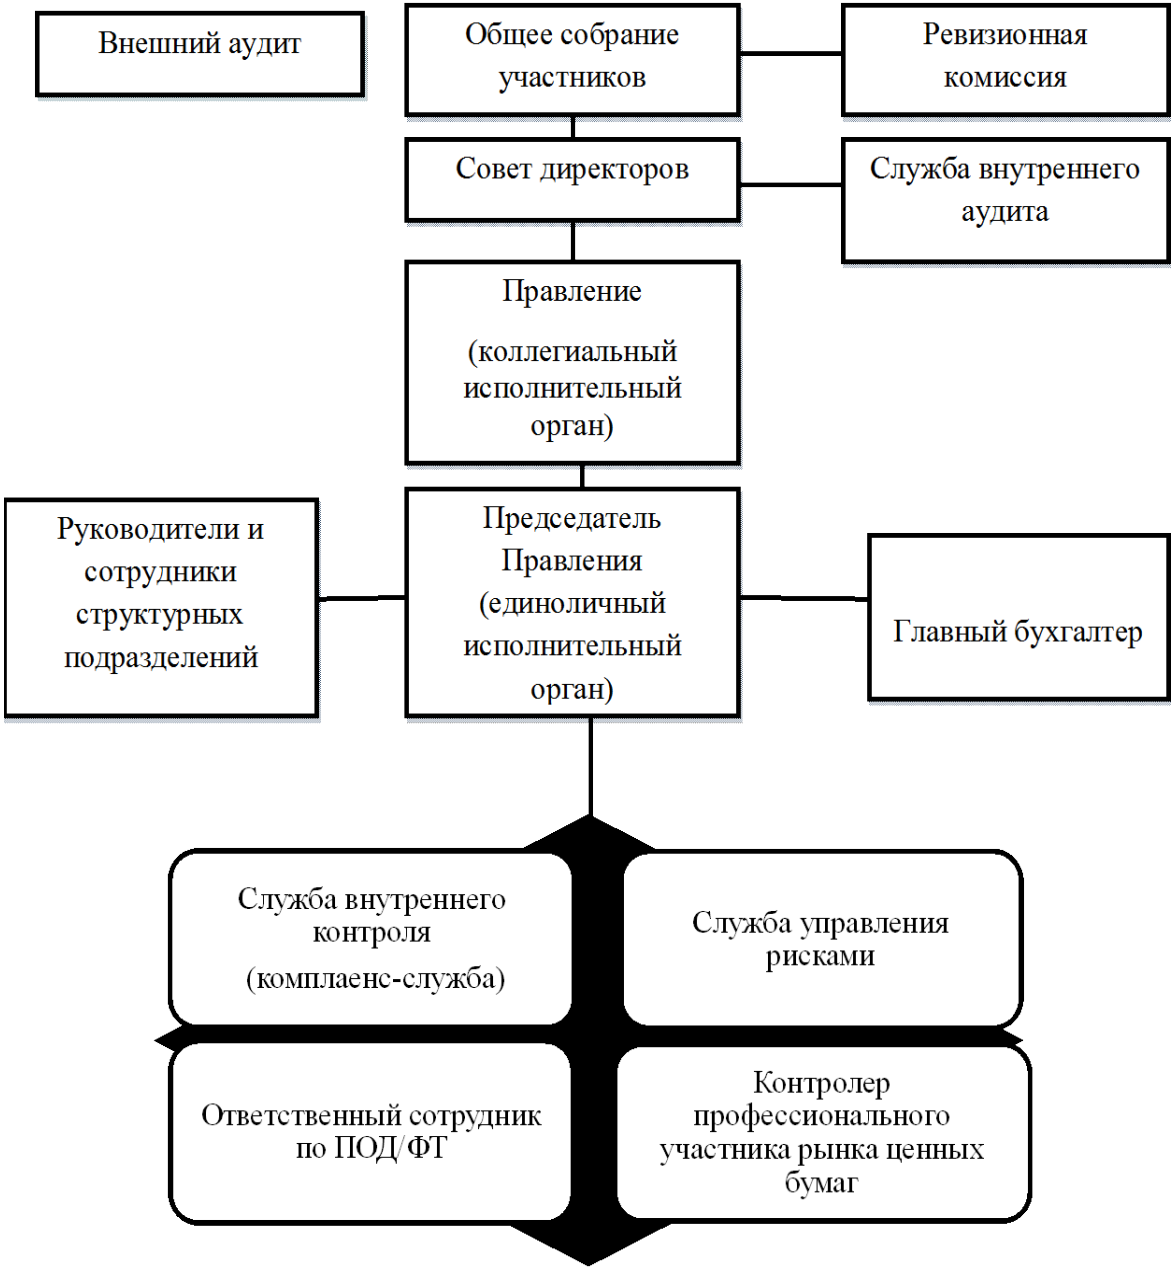 Внешний аудит
Общее собрание
участников
Ревизионная
комиссия
Совет директоров
Служба внутреннего
аудита
Правление
(коллегиальный
исполнительный
орган)
Руководители и
сотрудники
структурных
подразделений
Председатель
Правления
(единоличный
исполнительный
орган)
Главный бухгалтер
Служба внутреннего
контроля
(комплаенс-служба)
Служба управления
рисками
Ответственный сотрудник
по ПОД/ФТ
Контролер
профессионального
участника рынка ценных
бумаг